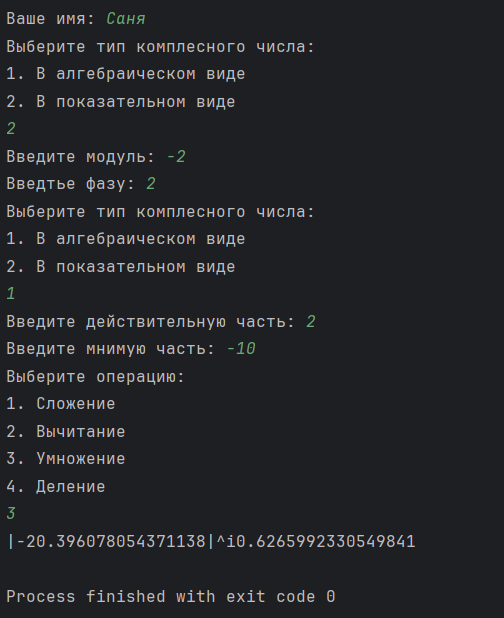 Ваше имя: Саня
Выберите тип комплесного числа:
1. В алгебраическом виде
2. В показательном виде
2
Введите модуль: -2
Введтье фазу: 2
Выберите тип комплесного числа:
1. В алгебраическом виде
2. В показательном виде
1
Введите действительную часть: 2
Введите мнимую часть: -10
Выберите операцию:
1. Сложение
2. Вычитание
3. Умножение
4. Деление
3
|-20.396078054371138|^i0.6265992330549841
Process finished with exit code 0